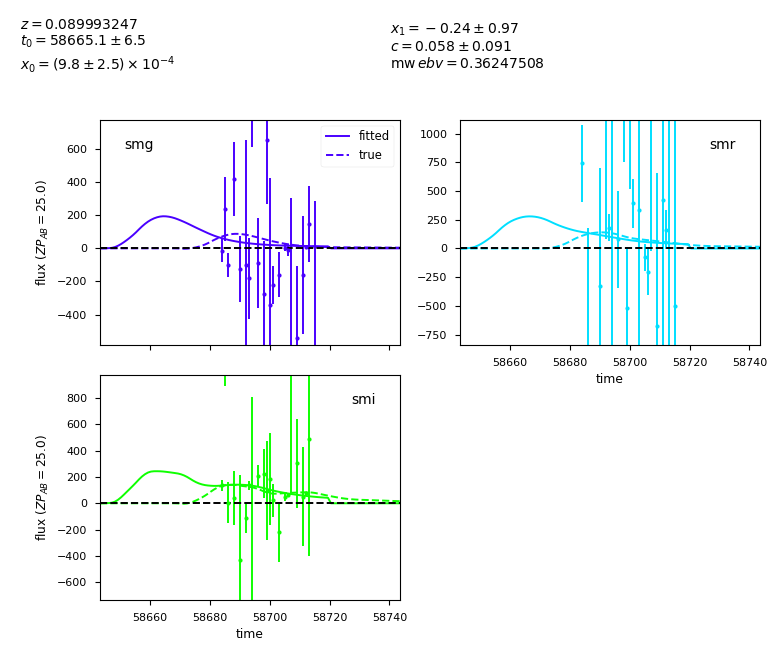 z = 0.089993247
t₀ = 58665.1 ± 6.5
x₀ = (9.8 ± 2.5) × 10⁻⁴
x₁ = −0.24 ± 0.97
c = 0.058 ± 0.091
mw ebv = 0.36247508
smg
fitted
true
600
400
200
0
−200
−400
flux (ZP_AB = 25.0)
smr
1000
750
500
250
0
−250
−500
−750
58660 58680 58700 58720 58740
time
smi
800
600
400
200
0
−200
−400
−600
flux (ZP_AB = 25.0)
58660 58680 58700 58720 58740
time